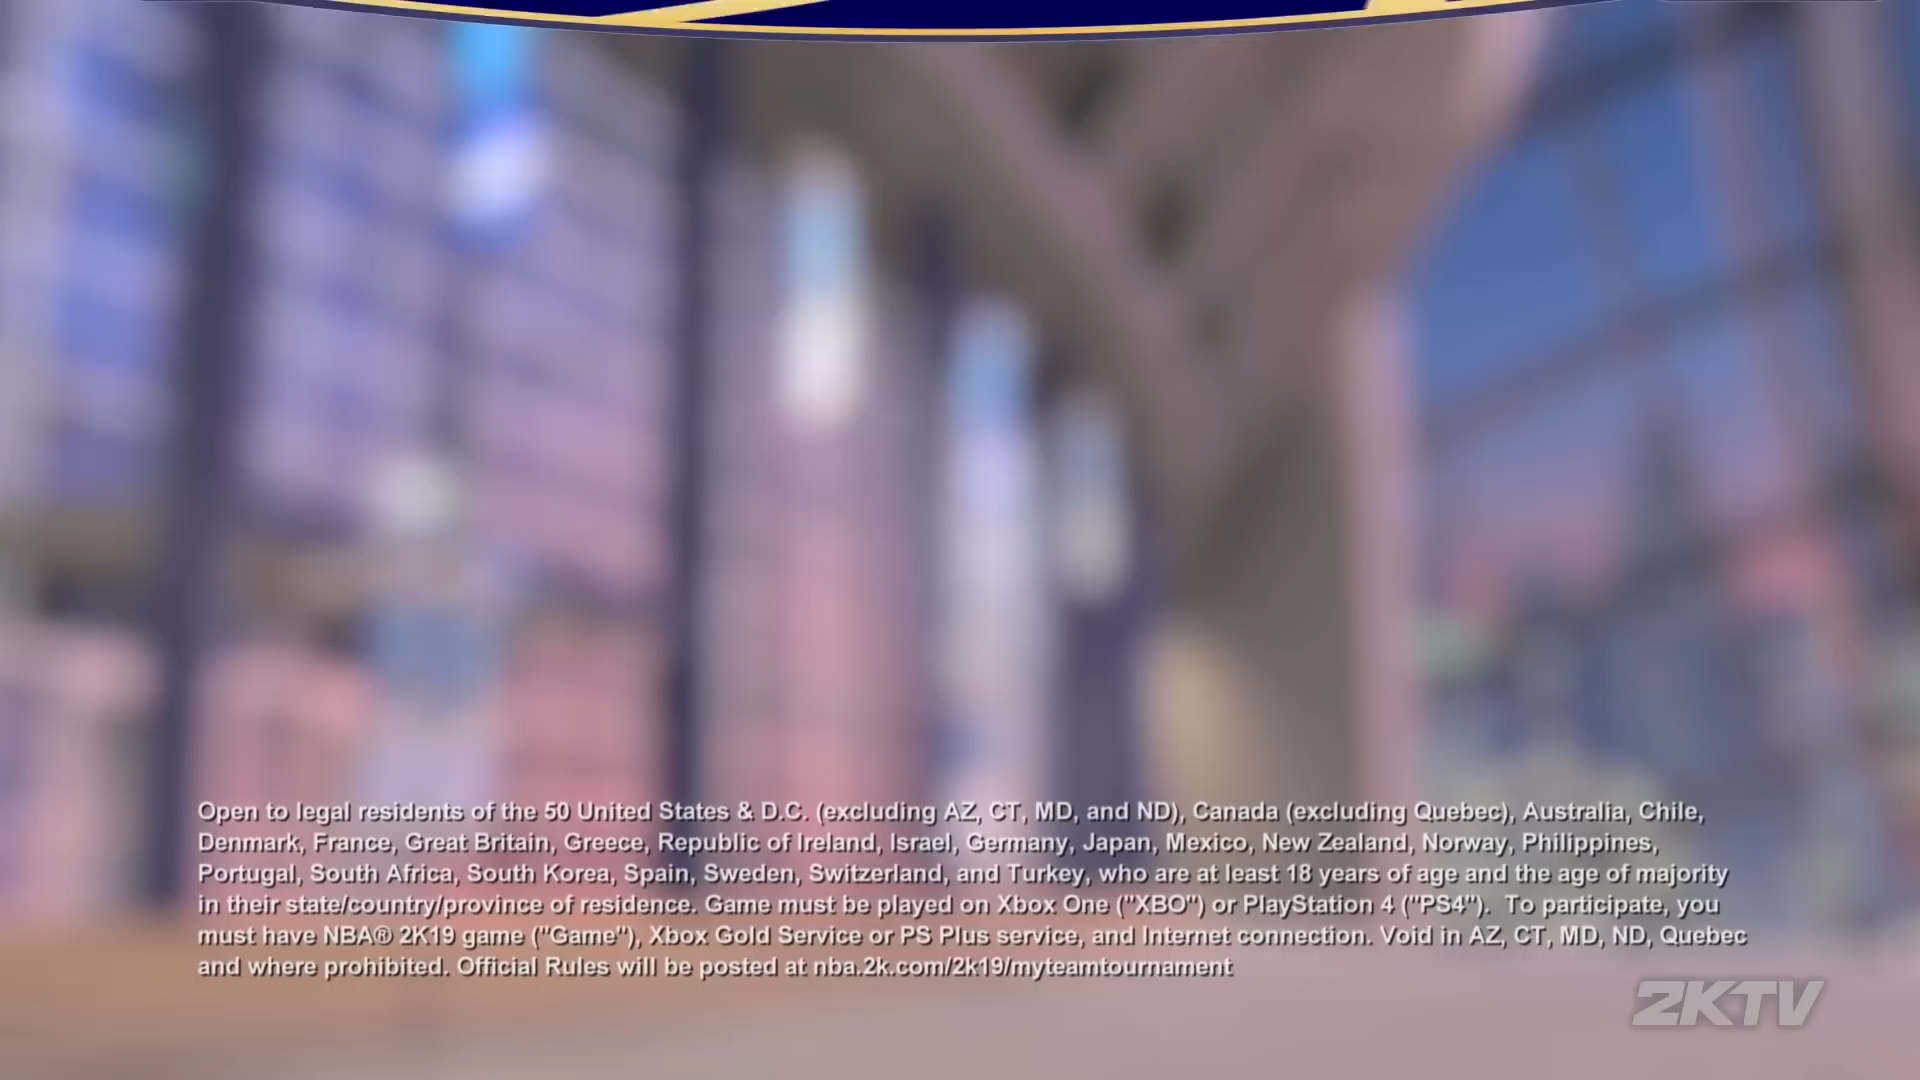 Open to legal residents of the 50 United States & D.C. (excluding AZ, CT, MD, and ND), Canada (excluding Quebec), Australia, Chile,
Denmark, France, Great Britain, Greece, Republic of Ireland, Israel, Germany, Japan, Mexico, New Zealand, Norway, Philippines,
Portugal, South Africa, South Korea, Spain, Sweden, Switzerland, and Turkey, who are at least 18 years of age and the age of majority
in their state/country/province of residence. Game must be played on Xbox One ("XBO") or PlayStation 4 ("PS4").  To participate, you
must have NBA® 2K19 game ("Game"), Xbox Gold Service or PS Plus service, and Internet connection. Void in AZ, CT, MD, ND, Quebec
and where prohibited. Official Rules will be posted at nba.2k.com/2k19/myteamtournament
2KTV